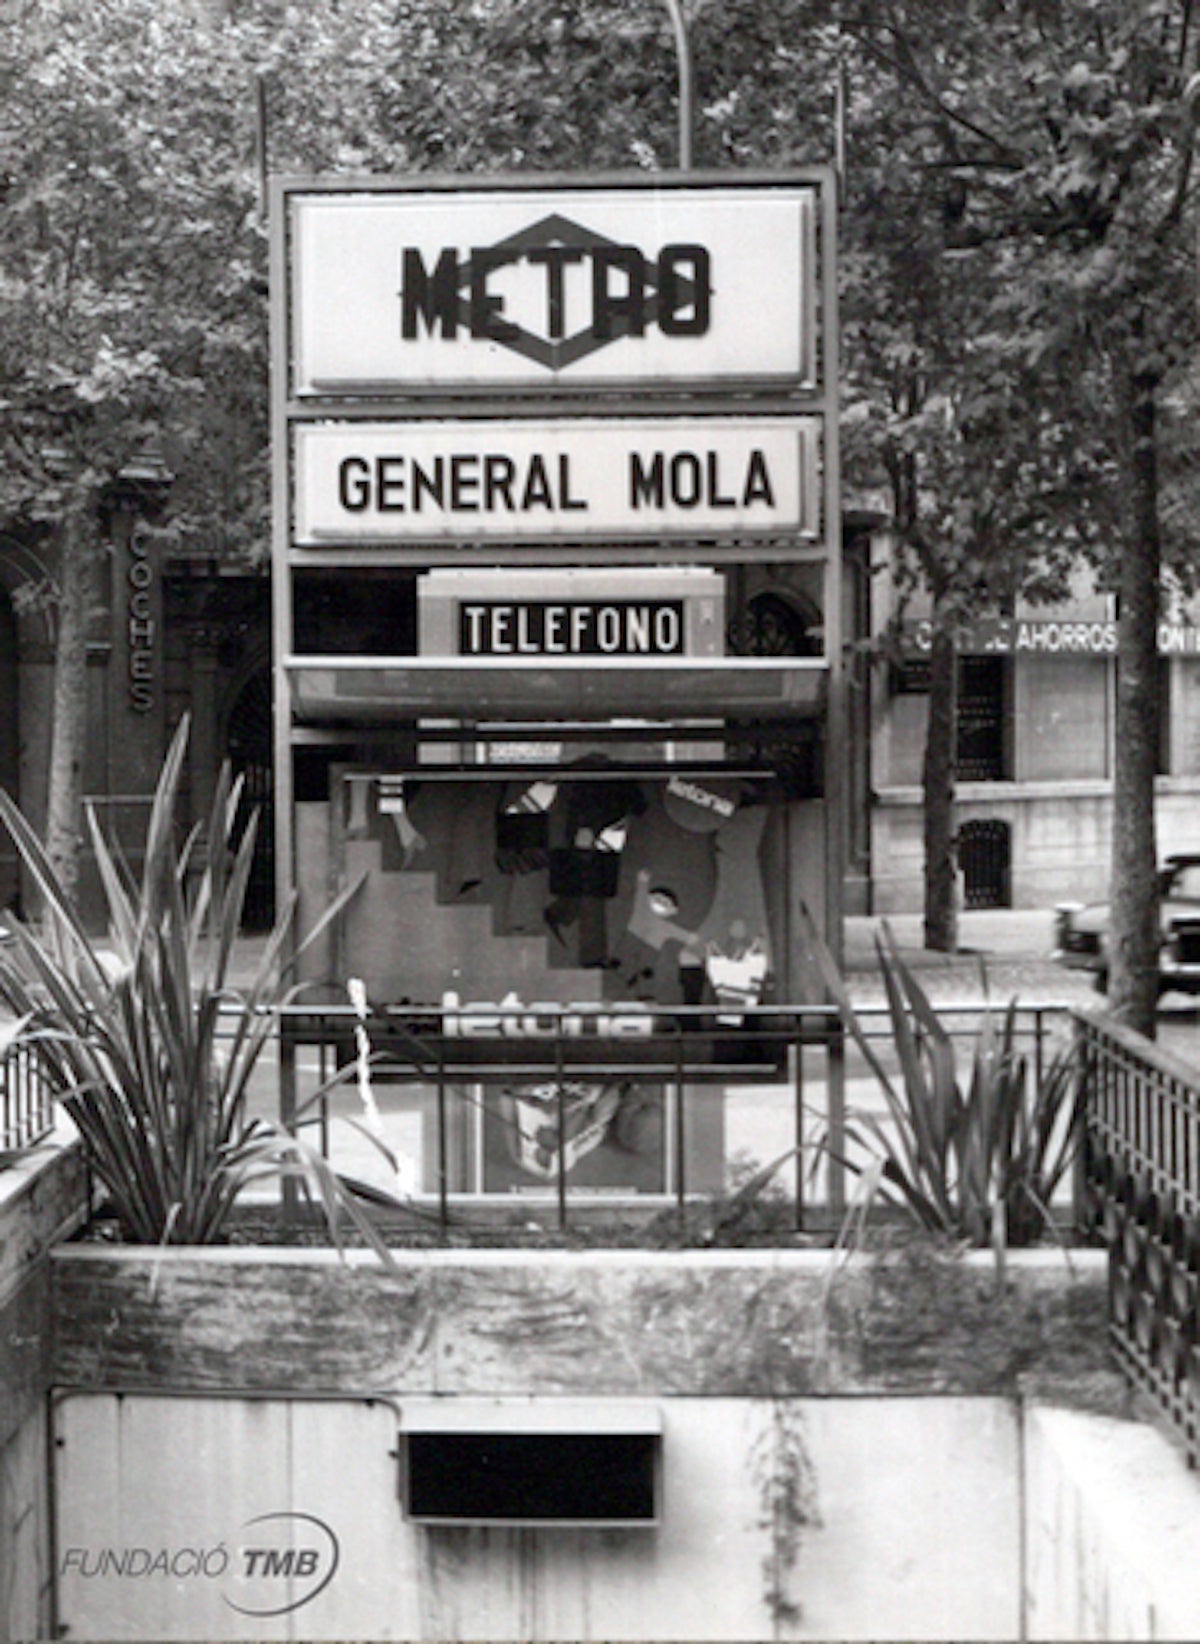 METRO
GENERAL MOLA
TELEFONO
COCHES
AHORROS
letona
letona
FUNDACIÓ TMB